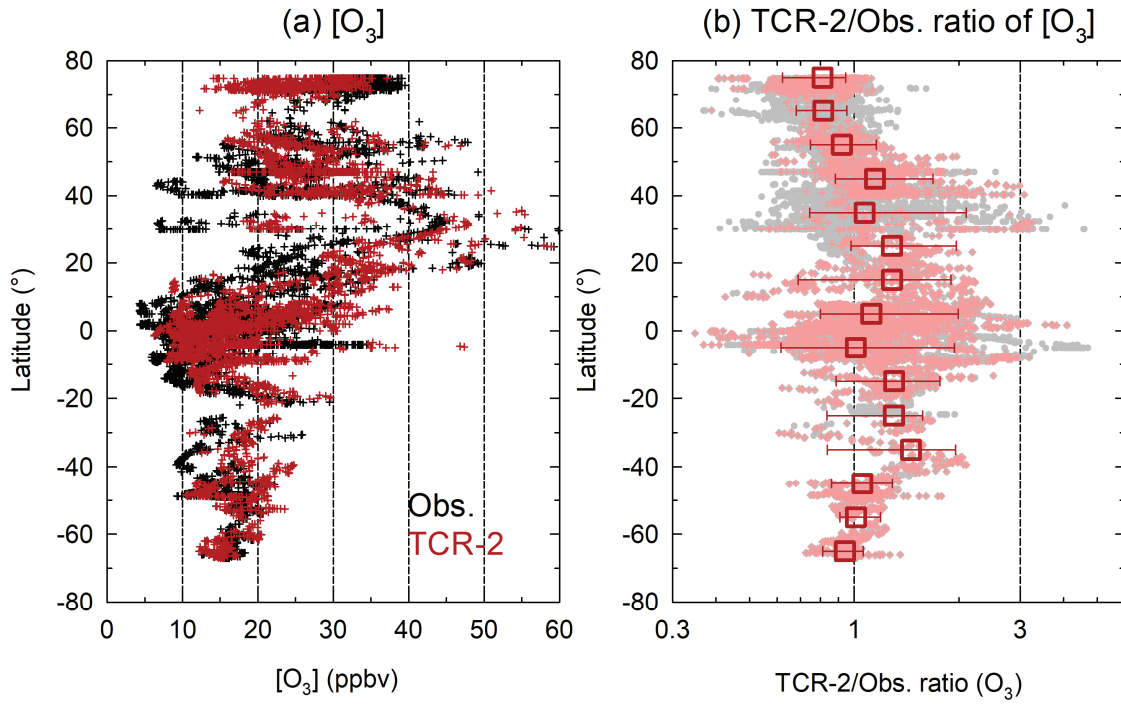 (a) [O₃]
80
60
40
20
0
-20
-40
-60
-80
Latitude (°)
Obs.
TCR-2
0 10 20 30 40 50 60
[O₃] (ppbv)
(b) TCR-2/Obs. ratio of [O₃]
80
60
40
20
0
-20
-40
-60
-80
Latitude (°)
0.3 1 3
TCR-2/Obs. ratio (O₃)